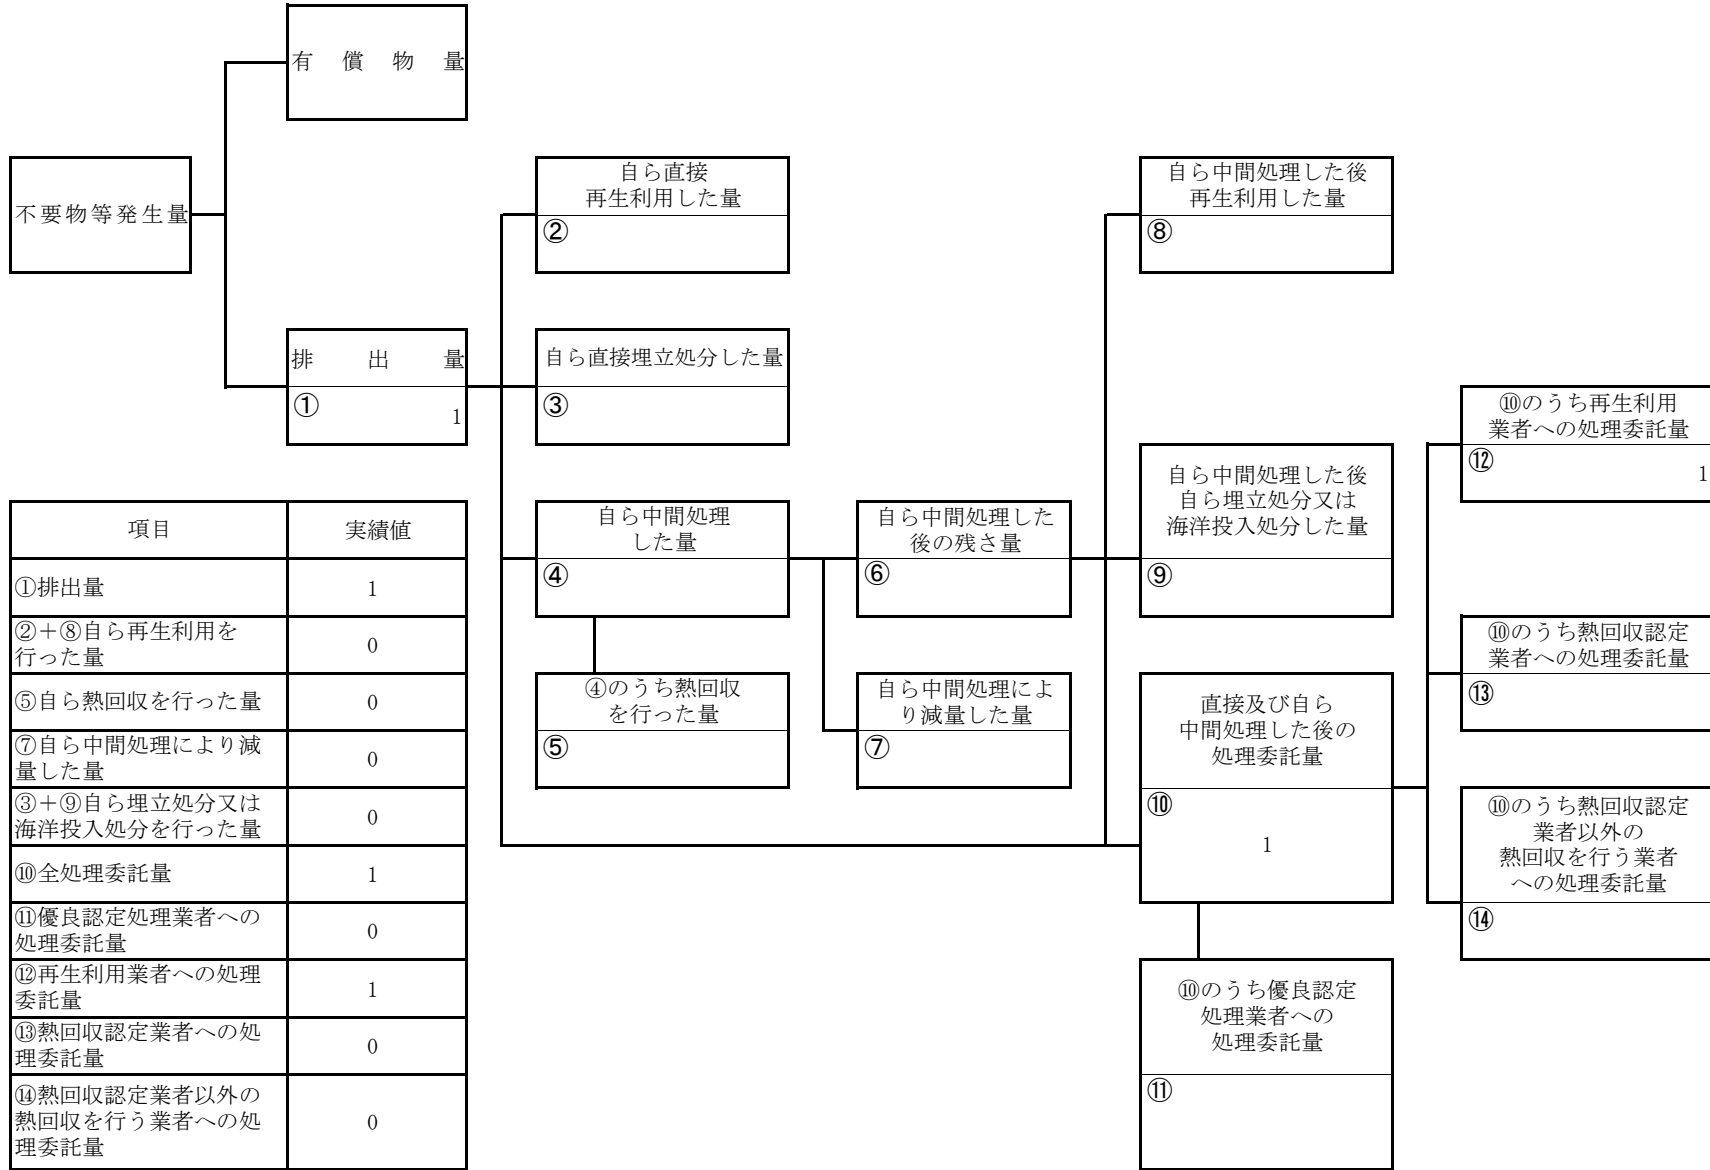 有償物量
不要物等発生量
排出量
①
1
自ら直接
再生利用した量
②
自ら直接埋立処分した量
③
自ら中間処理
した量
④
④のうち熱回収
を行った量
⑤
自ら中間処理した
後の残さ量
⑥
自ら中間処理によ
り減量した量
⑦
自ら中間処理した後
再生利用した量
⑧
自ら中間処理した後
自ら埋立処分又は
海洋投入処分した量
⑨
直接及び自ら
中間処理した後の
処理委託量
⑩
1
⑩のうち優良認定
処理業者への
処理委託量
⑪
⑩のうち再生利用
業者への処理委託量
⑫
1
⑩のうち熱回収認定
業者への処理委託量
⑬
⑩のうち熱回収認定
業者以外の
熱回収を行う業者
への処理委託量
⑭
項目 実績値
①排出量 1
②＋⑧自ら再生利用を
行った量 0
⑤自ら熱回収を行った量 0
⑦自ら中間処理により減
量した量 0
③＋⑨自ら埋立処分又は
海洋投入処分を行った量 0
⑩全処理委託量 1
⑪優良認定処理業者への
処理委託量 0
⑫再生利用業者への処理
委託量 1
⑬熱回収認定業者への処
理委託量 0
⑭熱回収認定業者以外の
熱回収を行う業者への処
理委託量 0